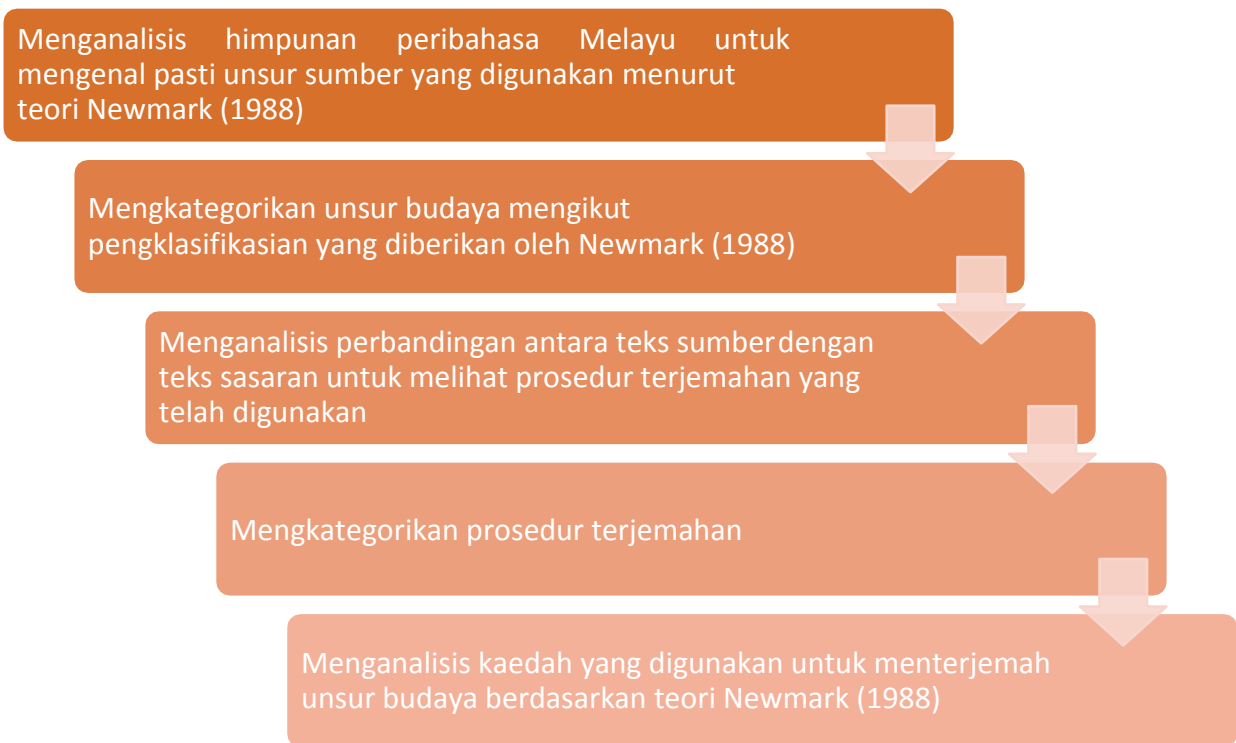 Menganalisis himpunan peribahasa Melayu untuk
mengenal pasti unsur sumber yang digunakan menurut
teori Newmark (1988)
Mengkategorikan unsur budaya mengikut
pengklasifikasian yang diberikan oleh Newmark (1988)
Menganalisis perbandingan antara teks sumber dengan
teks sasaran untuk melihat prosedur terjemahan yang
telah digunakan
Mengkategorikan prosedur terjemahan
Menganalisis kaedah yang digunakan untuk menterjemah
unsur budaya berdasarkan teori Newmark (1988)